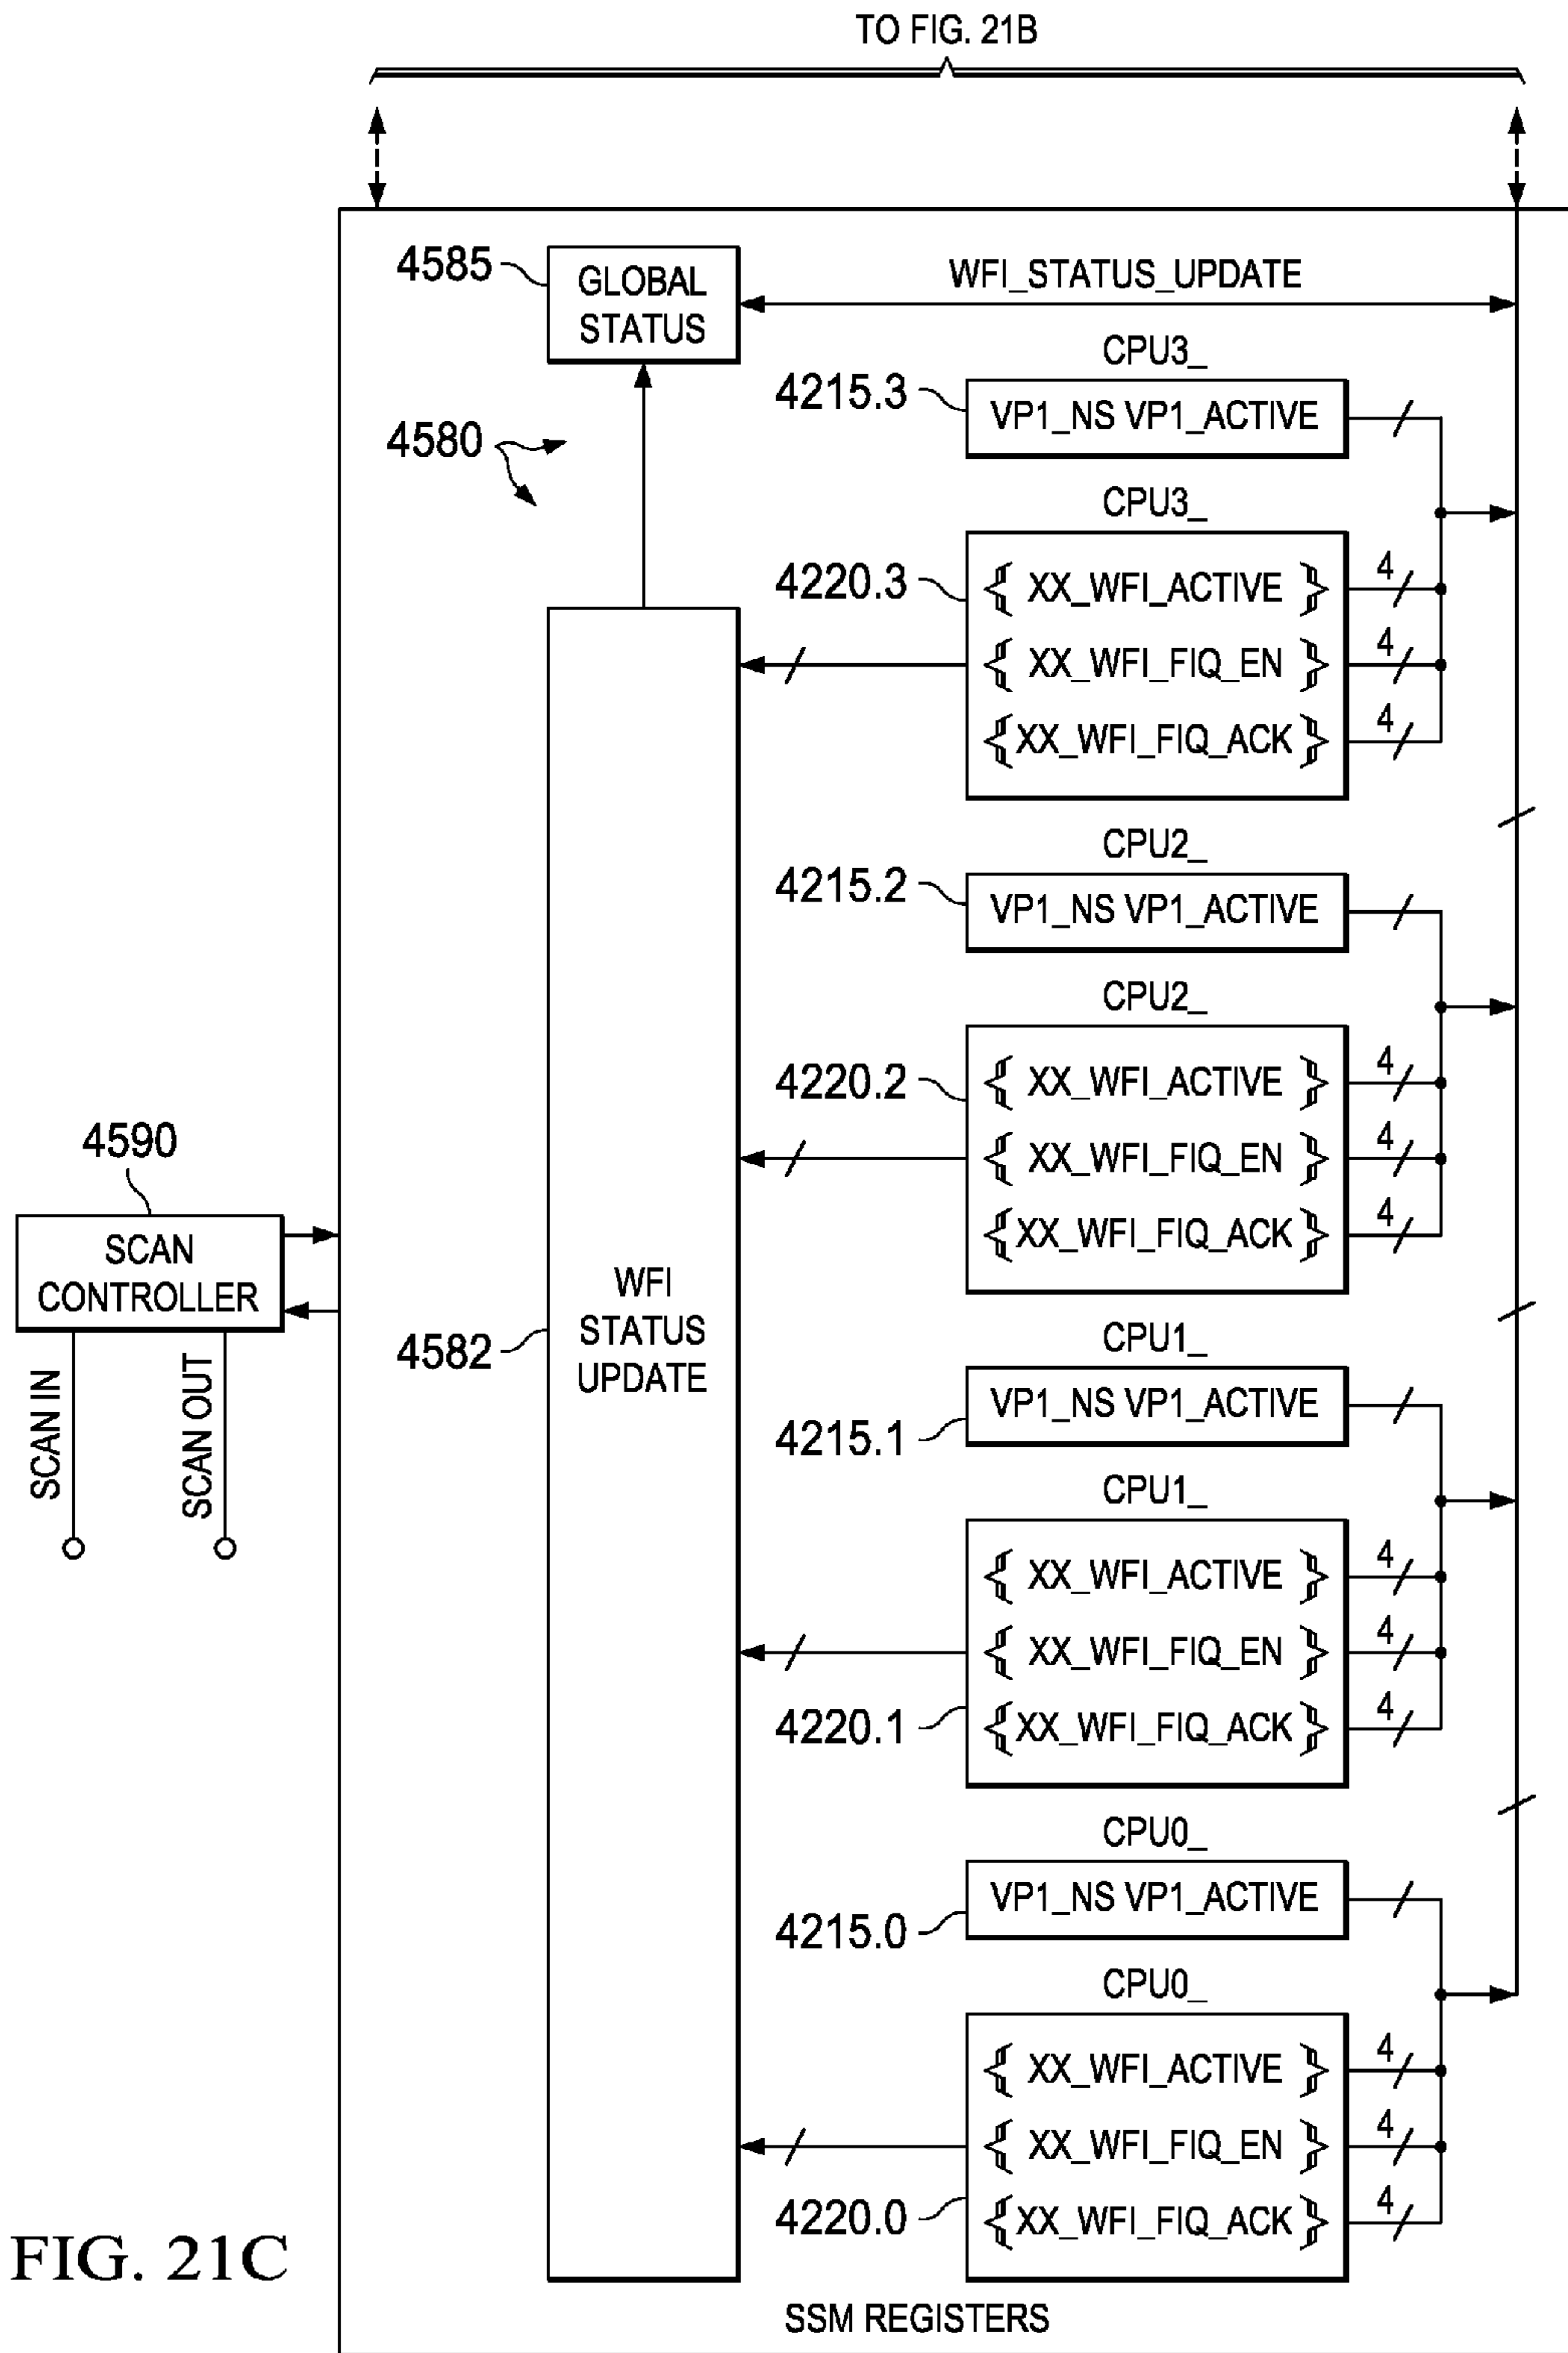 TO FIG. 21B
4585
GLOBAL
STATUS
WFI_STATUS_UPDATE
4580
CPU3_
4215.3
VP1_NS VP1_ACTIVE
CPU3_
4220.3
{ XX_WFI_ACTIVE } 4
{ XX_WFI_FIQ_EN } 4
{ XX_WFI_FIQ_ACK } 4
CPU2_
4215.2
VP1_NS VP1_ACTIVE
CPU2_
4220.2
{ XX_WFI_ACTIVE } 4
{ XX_WFI_FIQ_EN } 4
{ XX_WFI_FIQ_ACK } 4
4590
SCAN
CONTROLLER
SCAN IN
SCAN OUT
4582
WFI
STATUS
UPDATE
CPU1_
VP1_NS VP1_ACTIVE
4215.1
CPU1_
{ XX_WFI_ACTIVE } 4
{ XX_WFI_FIQ_EN } 4
{ XX_WFI_FIQ_ACK } 4
4220.1
CPU0_
VP1_NS VP1_ACTIVE
4215.0
CPU0_
{ XX_WFI_ACTIVE } 4
{ XX_WFI_FIQ_EN } 4
{ XX_WFI_FIQ_ACK } 4
4220.0
FIG. 21C
SSM REGISTERS